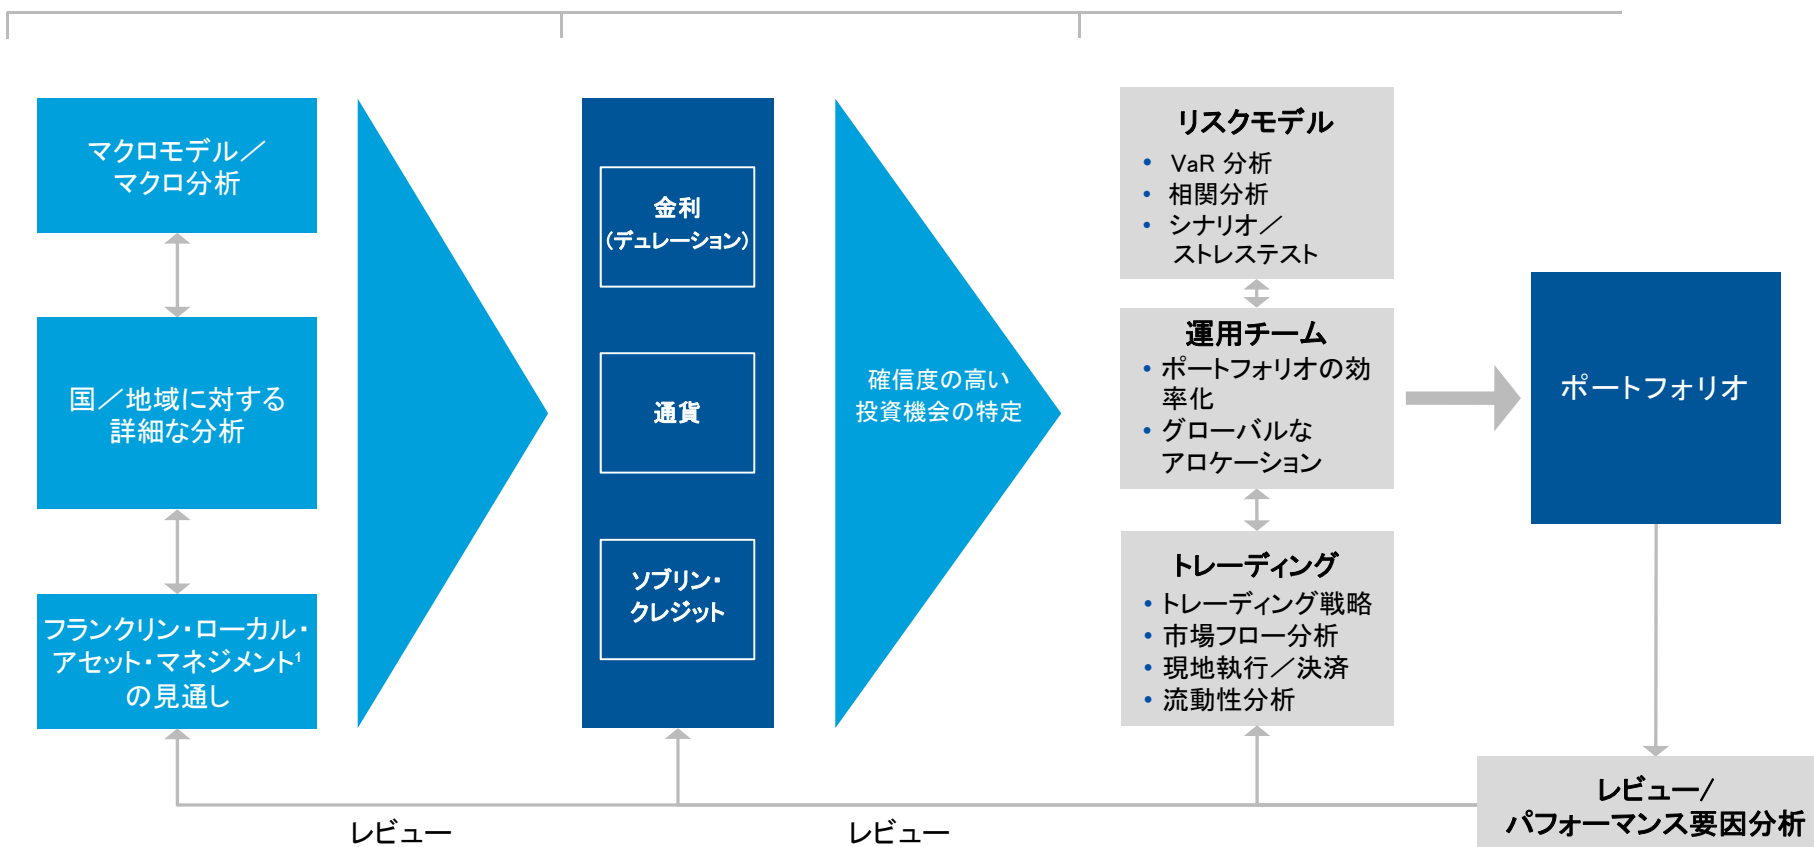 マクロモデル／
マクロ分析
国／地域に対する
詳細な分析
フランクリン・ローカル・
アセット・マネジメント¹
の見通し
金利
（デュレーション）
通貨
ソブリン・
クレジット
確信度の高い
投資機会の特定
リスクモデル
• VaR 分析
• 相関分析
• シナリオ／
ストレステスト
運用チーム
• ポートフォリオの効
率化
• グローバルな
アロケーション
トレーディング
• トレーディング戦略
• 市場フロー分析
• 現地執行／決済
• 流動性分析
ポートフォリオ
レビュー/
パフォーマンス要因分析
レビュー
レビュー